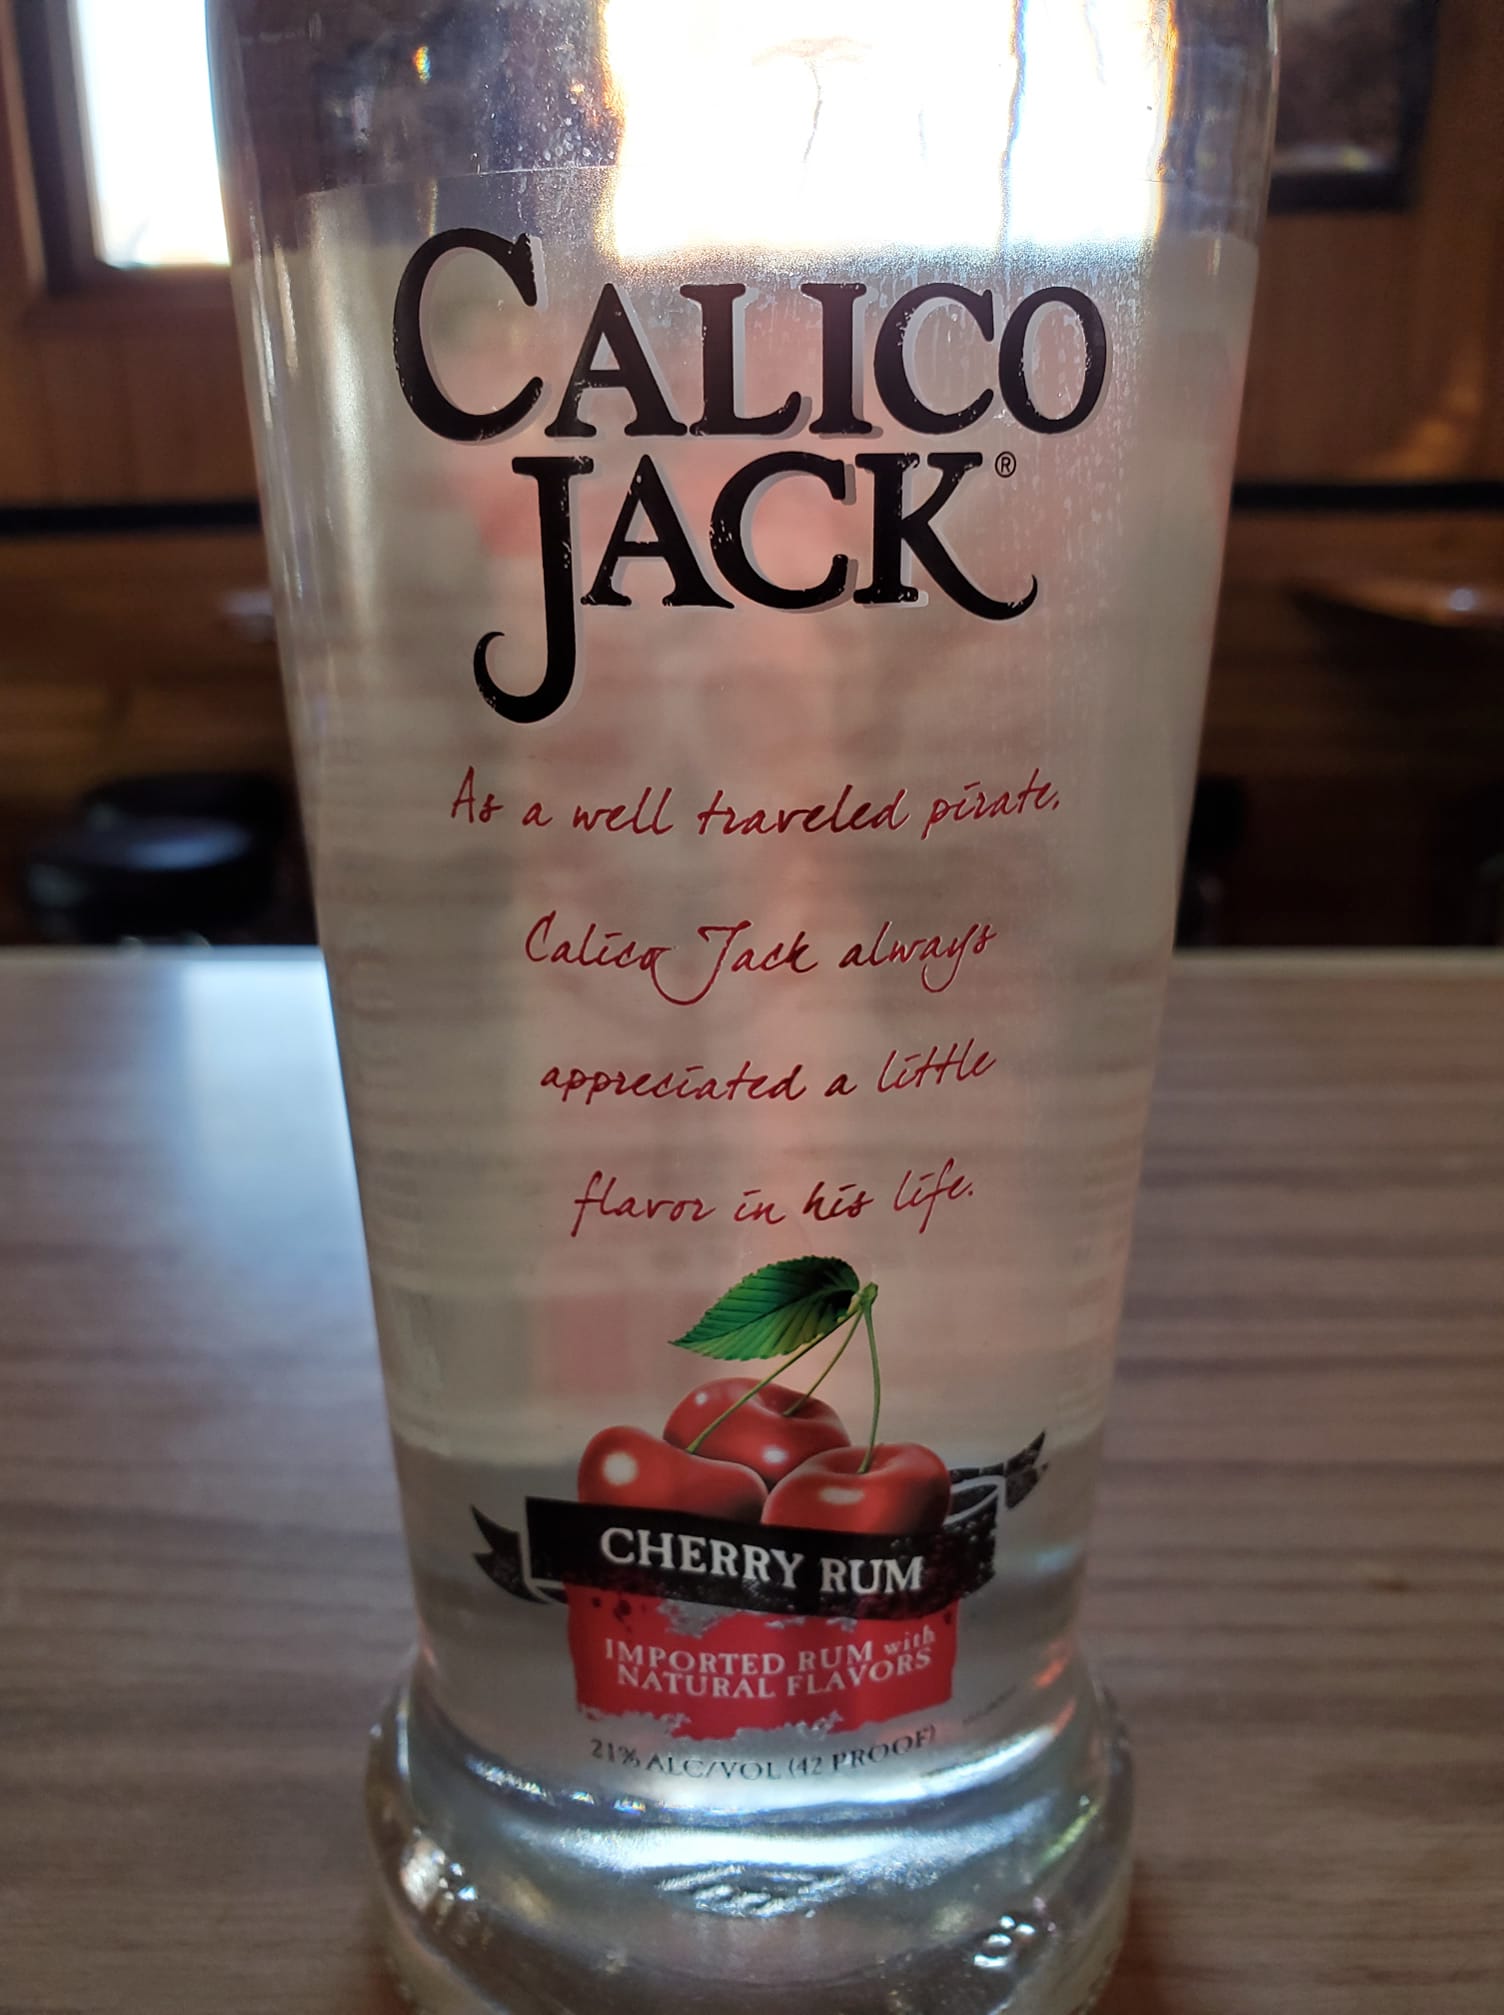 CALICO
JACK®
As a well traveled pirate,
Calico Jack always
appreciated a little
flavor in his life.
CHERRY RUM
IMPORTED RUM with
NATURAL FLAVORS
21% ALC/VOL (42 PROOF)